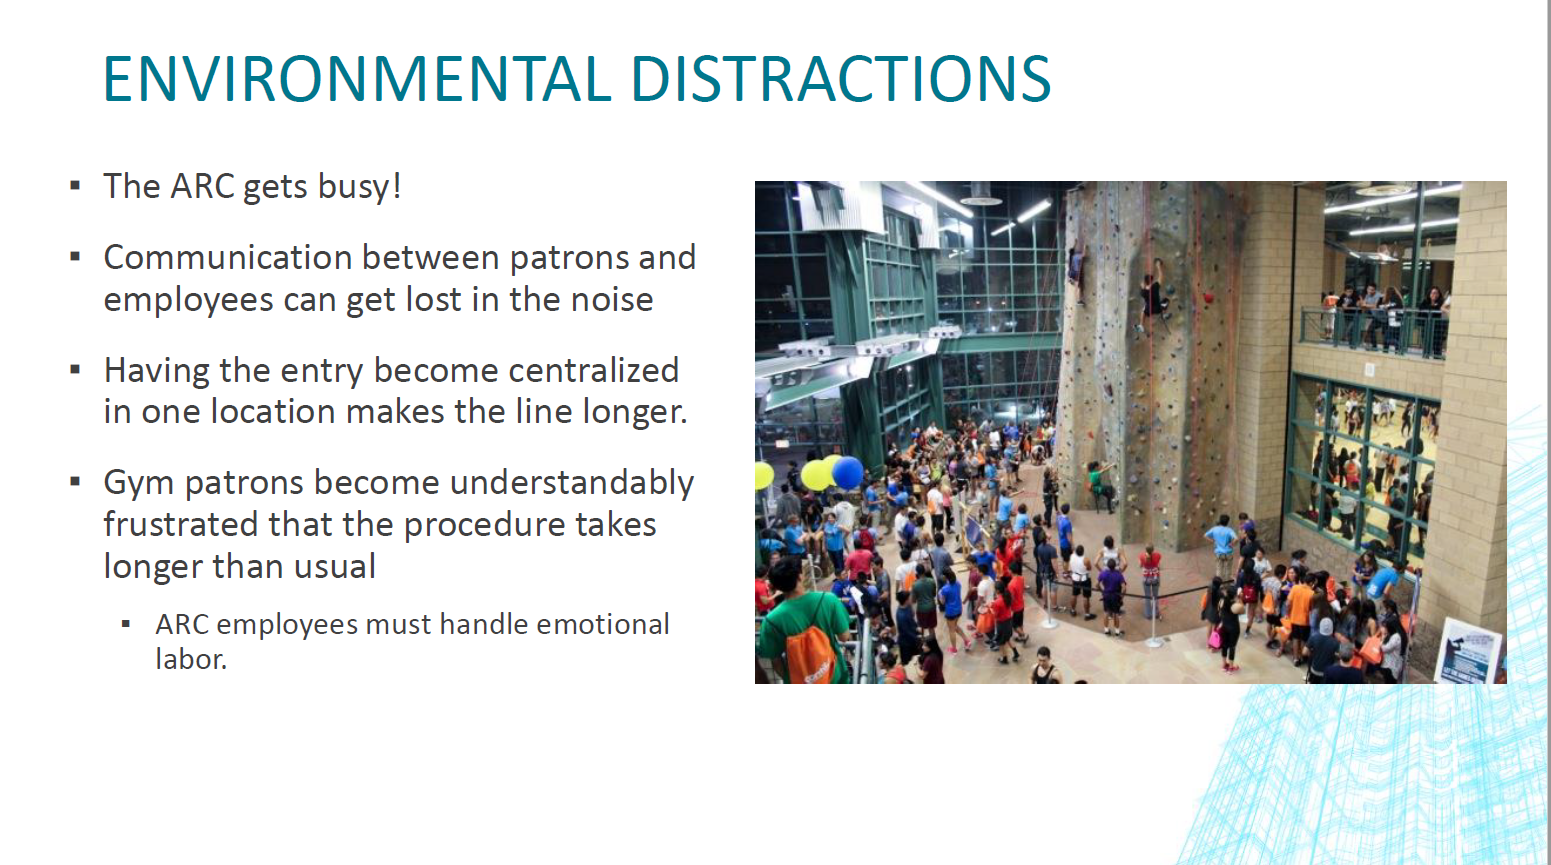 ENVIRONMENTAL DISTRACTIONS
▪ The ARC gets busy!
▪ Communication between patrons and
employees can get lost in the noise
▪ Having the entry become centralized
in one location makes the line longer.
▪ Gym patrons become understandably
frustrated that the procedure takes
longer than usual
▪ ARC employees must handle emotional
labor.